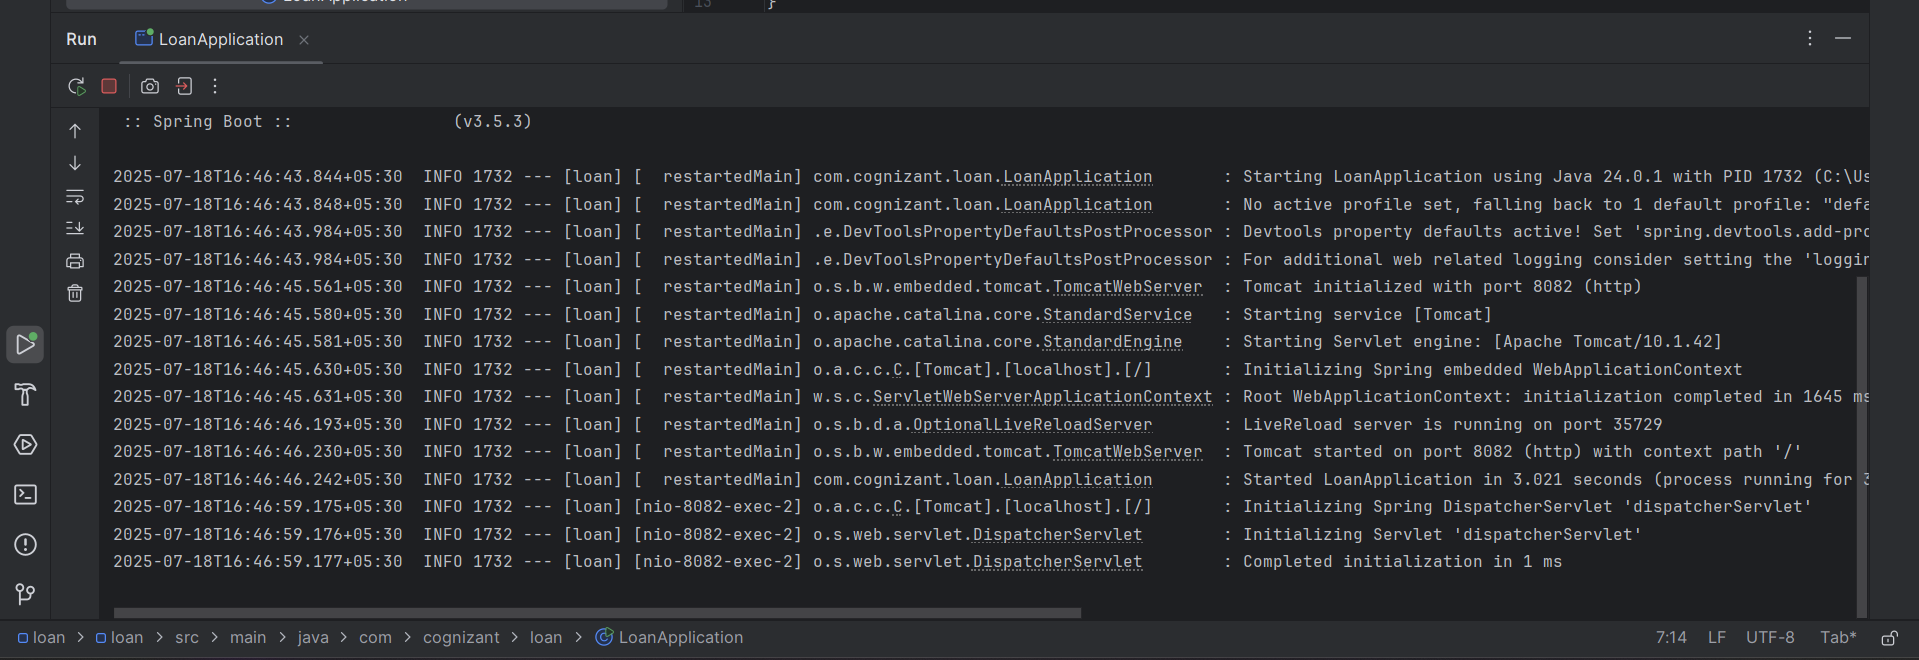 LoanApplication
13 }
Run LoanApplication
:: Spring Boot :: (v3.5.3)
2025-07-18T16:46:43.844+05:30 INFO 1732 --- [loan] [ restartedMain] com.cognizant.loan.LoanApplication : Starting LoanApplication using Java 24.0.1 with PID 1732 (C:\Us
2025-07-18T16:46:43.848+05:30 INFO 1732 --- [loan] [ restartedMain] com.cognizant.loan.LoanApplication : No active profile set, falling back to 1 default profile: "defa
2025-07-18T16:46:43.984+05:30 INFO 1732 --- [loan] [ restartedMain] .e.DevToolsPropertyDefaultsPostProcessor : Devtools property defaults active! Set 'spring.devtools.add-pro
2025-07-18T16:46:43.984+05:30 INFO 1732 --- [loan] [ restartedMain] .e.DevToolsPropertyDefaultsPostProcessor : For additional web related logging consider setting the 'loggin
2025-07-18T16:46:45.561+05:30 INFO 1732 --- [loan] [ restartedMain] o.s.b.w.embedded.tomcat.TomcatWebServer : Tomcat initialized with port 8082 (http)
2025-07-18T16:46:45.580+05:30 INFO 1732 --- [loan] [ restartedMain] o.apache.catalina.core.StandardService : Starting service [Tomcat]
2025-07-18T16:46:45.581+05:30 INFO 1732 --- [loan] [ restartedMain] o.apache.catalina.core.StandardEngine : Starting Servlet engine: [Apache Tomcat/10.1.42]
2025-07-18T16:46:45.630+05:30 INFO 1732 --- [loan] [ restartedMain] o.a.c.c.C.[Tomcat].[localhost].[/] : Initializing Spring embedded WebApplicationContext
2025-07-18T16:46:45.631+05:30 INFO 1732 --- [loan] [ restartedMain] w.s.c.ServletWebServerApplicationContext : Root WebApplicationContext: initialization completed in 1645 ms
2025-07-18T16:46:46.193+05:30 INFO 1732 --- [loan] [ restartedMain] o.s.b.d.a.OptionalLiveReloadServer : LiveReload server is running on port 35729
2025-07-18T16:46:46.230+05:30 INFO 1732 --- [loan] [ restartedMain] o.s.b.w.embedded.tomcat.TomcatWebServer : Tomcat started on port 8082 (http) with context path '/'
2025-07-18T16:46:46.242+05:30 INFO 1732 --- [loan] [ restartedMain] com.cognizant.loan.LoanApplication : Started LoanApplication in 3.021 seconds (process running for 3
2025-07-18T16:46:59.175+05:30 INFO 1732 --- [loan] [nio-8082-exec-2] o.a.c.c.C.[Tomcat].[localhost].[/] : Initializing Spring DispatcherServlet 'dispatcherServlet'
2025-07-18T16:46:59.176+05:30 INFO 1732 --- [loan] [nio-8082-exec-2] o.s.web.servlet.DispatcherServlet : Initializing Servlet 'dispatcherServlet'
2025-07-18T16:46:59.177+05:30 INFO 1732 --- [loan] [nio-8082-exec-2] o.s.web.servlet.DispatcherServlet : Completed initialization in 1 ms
loan > loan > src > main > java > com > cognizant > loan > LoanApplication 7:14 LF UTF-8 Tab*